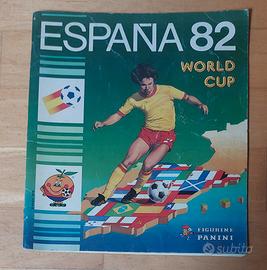 ESPAÑA 82
WORLD
CUP
FIGURINE
PANINI
subito